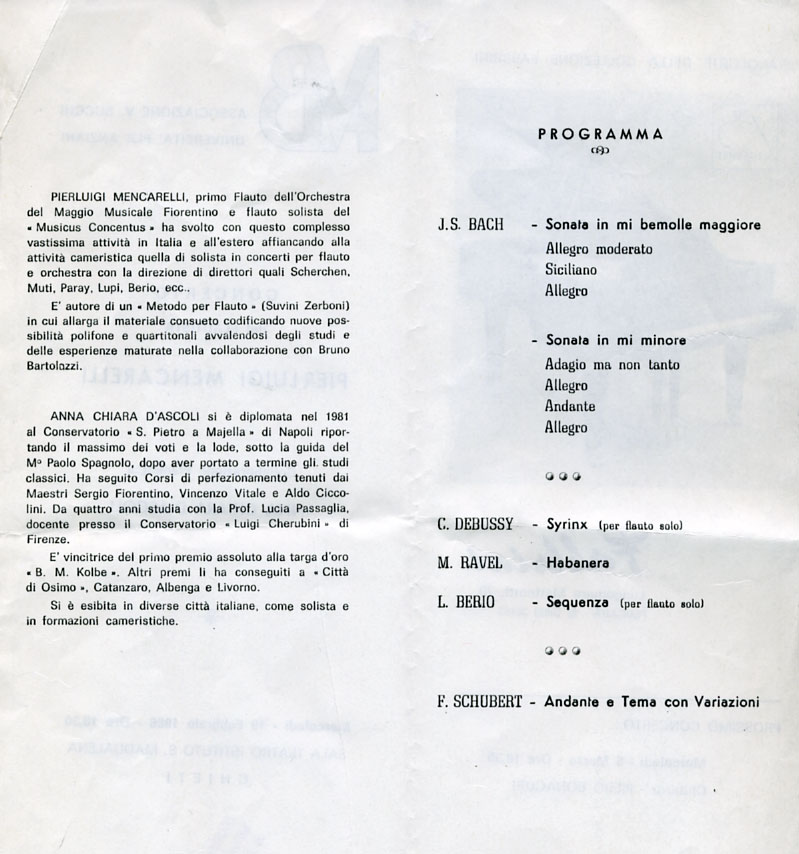 PIERLUIGI MENCARELLI, primo Flauto dell'Orchestra
del Maggio Musicale Fiorentino e flauto solista del
« Musicus Concentus » ha svolto con questo complesso
vastissima attività in Italia e all'estero affiancando alla
attività cameristica quella di solista in concerti per flauto
e orchestra con la direzione di direttori quali Scherchen,
Muti, Paray, Lupi, Berio, ecc..
E' autore di un « Metodo per Flauto » (Suvini Zerboni)
in cui allarga il materiale consueto codificando nuove pos-
sibilità polifone e quartitonali avvalendosi degli studi e
delle esperienze maturate nella collaborazione con Bruno
Bartolozzi.
ANNA CHIARA D'ASCOLI si è diplomata nel 1981
al Conservatorio « S. Pietro a Majella » di Napoli ripor-
tando il massimo dei voti e la lode, sotto la guida del
Mº Paolo Spagnolo, dopo aver portato a termine gli studi
classici. Ha seguito Corsi di perfezionamento tenuti dai
Maestri Sergio Fiorentino, Vincenzo Vitale e Aldo Cicco-
lini. Da quattro anni studia con la Prof. Lucia Passaglia,
docente presso il Conservatorio « Luigi Cherubini » di
Firenze.
E' vincitrice del primo premio assoluto alla targa d'oro
« B. M. Kolbe ». Altri premi li ha conseguiti a « Città
di Osimo », Catanzaro, Albenga e Livorno.
Si è esibita in diverse città italiane, come solista e
in formazioni cameristiche.
PROGRAMMA
J.S. BACH - Sonata in mi bemolle maggiore
Allegro moderato
Siciliano
Allegro
- Sonata in mi minore
Adagio ma non tanto
Allegro
Andante
Allegro
C. DEBUSSY - Syrinx (per flauto solo)
M. RAVEL - Habanera
L. BERIO - Sequenza (per flauto solo)
F. SCHUBERT - Andante e Tema con Variazioni